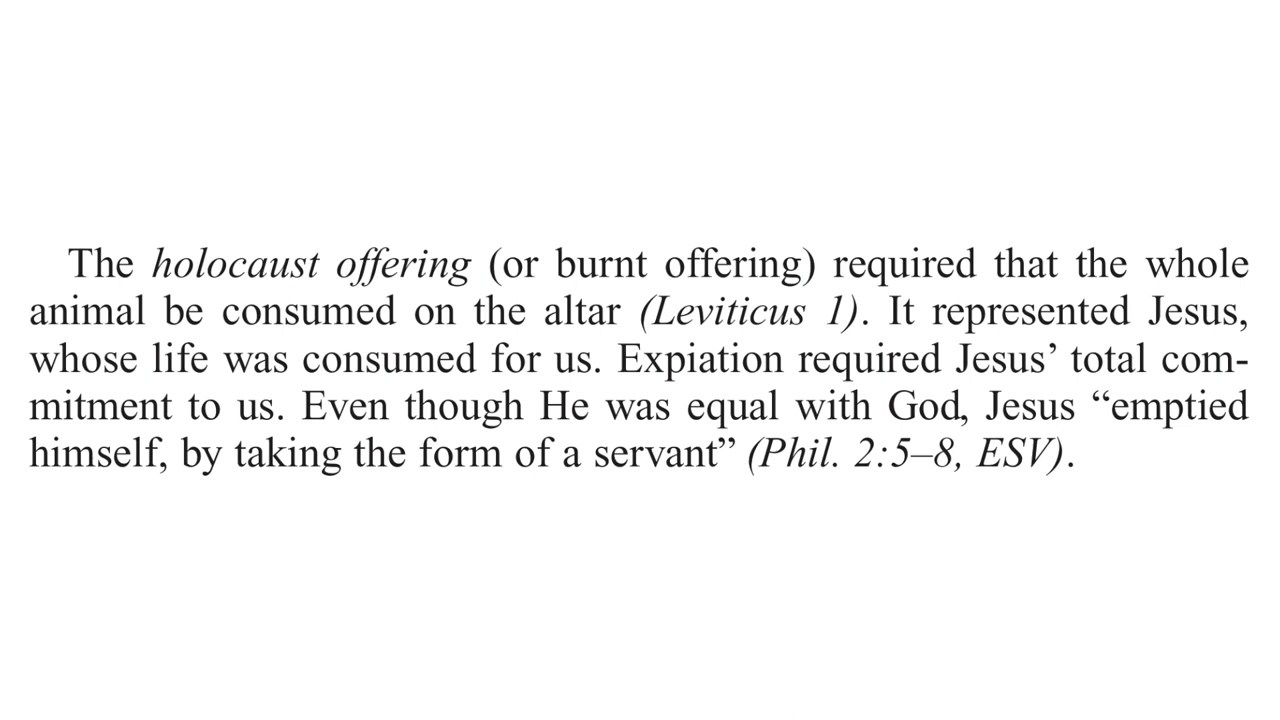 The holocaust offering (or burnt offering) required that the whole
animal be consumed on the altar (Leviticus 1). It represented Jesus,
whose life was consumed for us. Expiation required Jesus’ total com-
mitment to us. Even though He was equal with God, Jesus “emptied
himself, by taking the form of a servant” (Phil. 2:5–8, ESV).